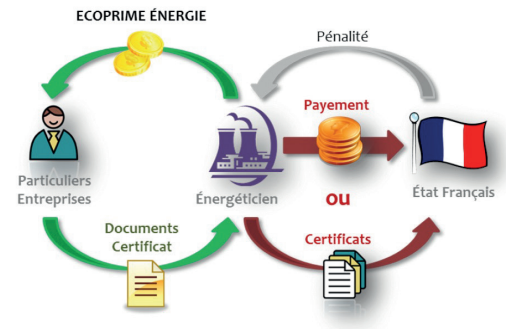 ECOPRIME ÉNERGIE
Pénalité
Payement
Particuliers
Entreprises
Énergéticien
ou
État Français
Documents
Certificat
Certificats